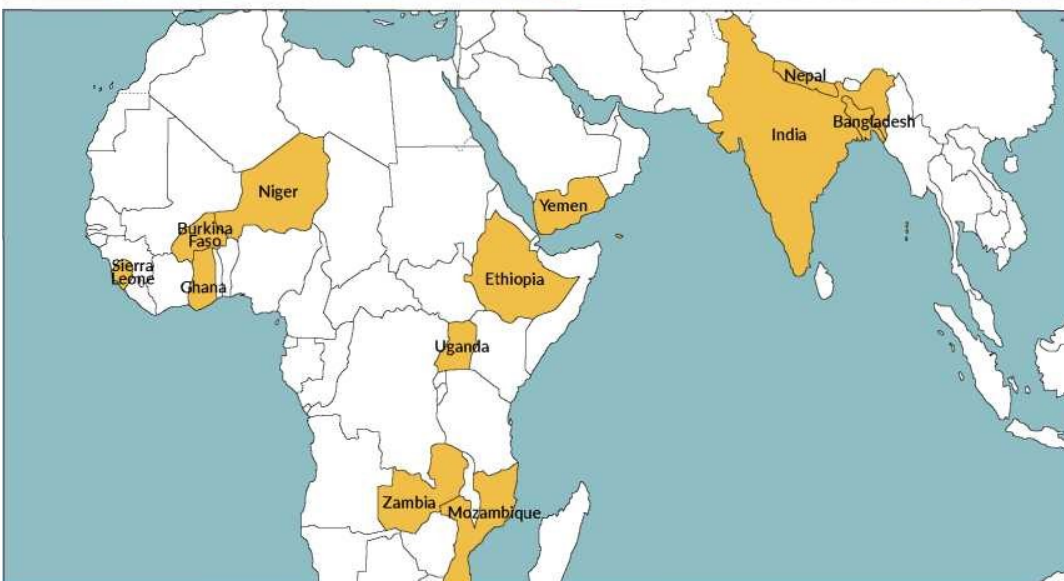 Nepal
Bangladesh
India
Niger
Yemen
Burkina
Faso
Sierra
Leone
Ghana
Ethiopia
Uganda
Zambia
Mozambique